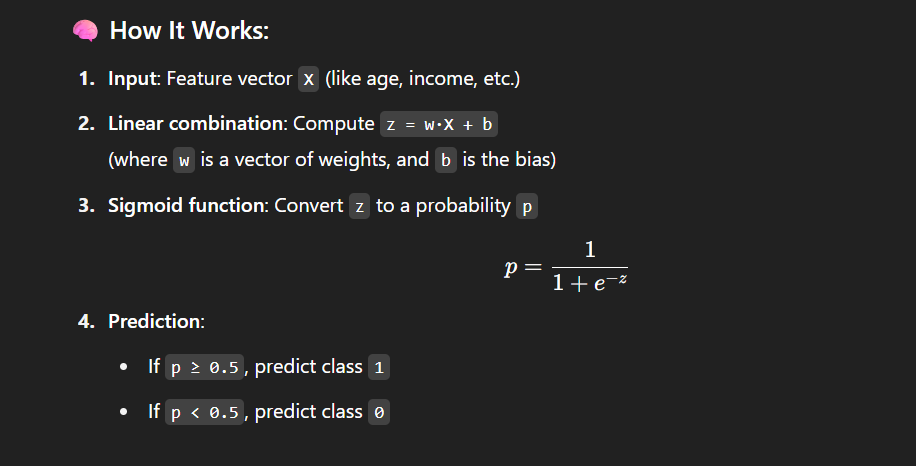 🧠 How It Works:
1. Input: Feature vector X (like age, income, etc.)
2. Linear combination: Compute z = w·X + b
(where w is a vector of weights, and b is the bias)
3. Sigmoid function: Convert z to a probability p
p = 1 / (1 + e^−z)
4. Prediction:
• If p ≥ 0.5, predict class 1
• If p < 0.5, predict class 0